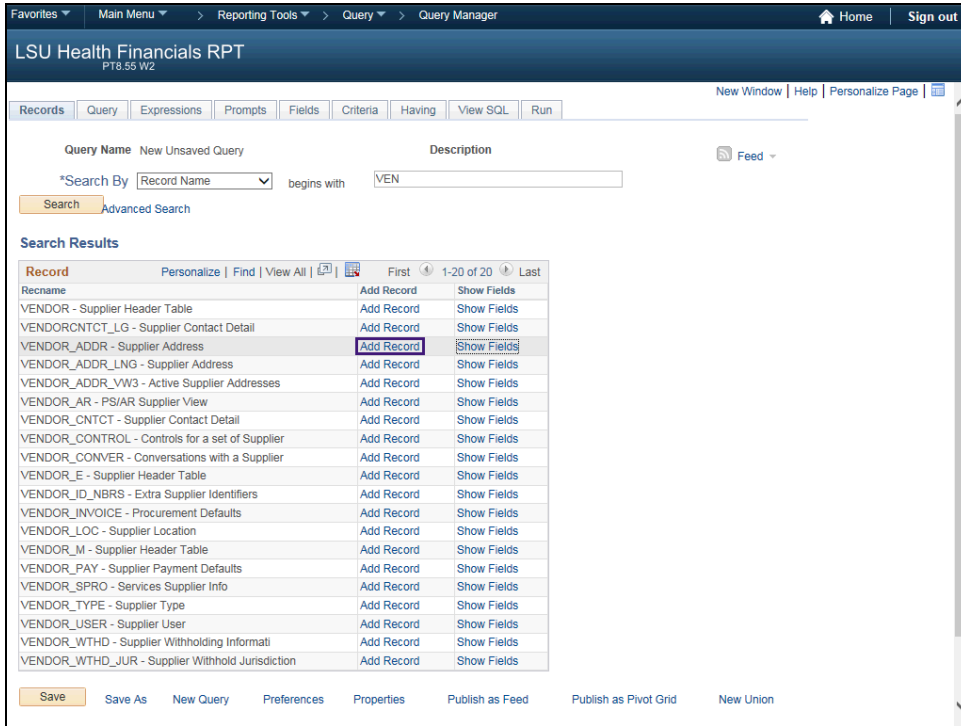 Favorites Main Menu > Reporting Tools > Query > Query Manager Home Sign out
LSU Health Financials RPT
PT8.55 W2
New Window | Help | Personalize Page |
Records Query Expressions Prompts Fields Criteria Having View SQL Run
Query Name New Unsaved Query Description Feed
*Search By Record Name begins with VEN
Search Advanced Search
Search Results
Record Personalize | Find | View All | | First 1-20 of 20 Last
Recname Add Record Show Fields
VENDOR - Supplier Header Table Add Record Show Fields
VENDORCNTCT_LG - Supplier Contact Detail Add Record Show Fields
VENDOR_ADDR - Supplier Address Add Record Show Fields
VENDOR_ADDR_LNG - Supplier Address Add Record Show Fields
VENDOR_ADDR_VW3 - Active Supplier Addresses Add Record Show Fields
VENDOR_AR - PS/AR Supplier View Add Record Show Fields
VENDOR_CNTCT - Supplier Contact Detail Add Record Show Fields
VENDOR_CONTROL - Controls for a set of Supplier Add Record Show Fields
VENDOR_CONVER - Conversations with a Supplier Add Record Show Fields
VENDOR_E - Supplier Header Table Add Record Show Fields
VENDOR_ID_NBRS - Extra Supplier Identifiers Add Record Show Fields
VENDOR_INVOICE - Procurement Defaults Add Record Show Fields
VENDOR_LOC - Supplier Location Add Record Show Fields
VENDOR_M - Supplier Header Table Add Record Show Fields
VENDOR_PAY - Supplier Payment Defaults Add Record Show Fields
VENDOR_SPRO - Services Supplier Info Add Record Show Fields
VENDOR_TYPE - Supplier Type Add Record Show Fields
VENDOR_USER - Supplier User Add Record Show Fields
VENDOR_WTHD - Supplier Withholding Informati Add Record Show Fields
VENDOR_WTHD_JUR - Supplier Withhold Jurisdiction Add Record Show Fields
Save Save As New Query Preferences Properties Publish as Feed Publish as Pivot Grid New Union